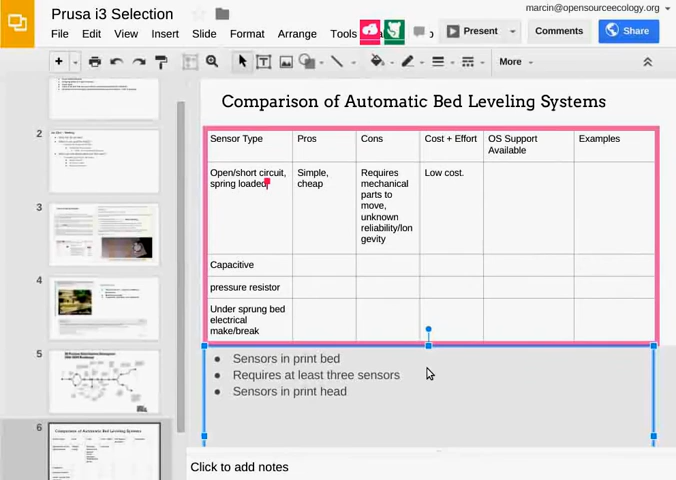 Prusa i3 Selection
marcin@opensourceecology.org
File Edit View Insert Slide Format Arrange Tools
Present
Comments
Share
More
2
3
4
5
6
Comparison of Automatic Bed Leveling Systems
Sensor Type
Pros
Cons
Cost + Effort
OS Support
Available
Examples
Open/short circuit,
spring loaded
Simple,
cheap
Requires
mechanical
parts to
move,
unknown
reliability/lon
gevity
Low cost.
Capacitive
pressure resistor
Under sprung bed
electrical
make/break
● Sensors in print bed
● Requires at least three sensors
● Sensors in print head
Click to add notes